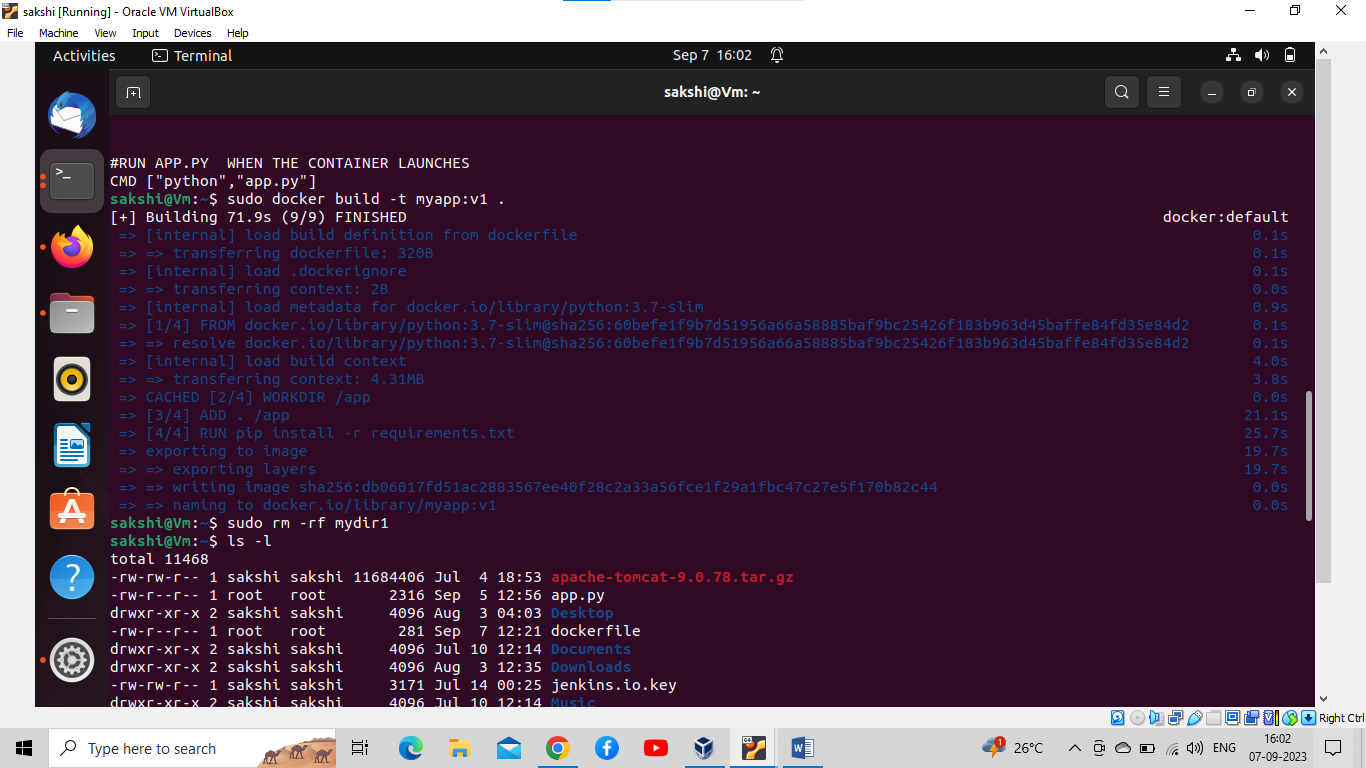 sakshi [Running] - Oracle VM VirtualBox
File Machine View Input Devices Help
Activities Terminal Sep 7 16:02
sakshi@Vm: ~
#RUN APP.PY  WHEN THE CONTAINER LAUNCHES
CMD ["python","app.py"]
sakshi@Vm:~$ sudo docker build -t myapp:v1 .
[+] Building 71.9s (9/9) FINISHED docker:default
=> [internal] load build definition from dockerfile 0.1s
=> => transferring dockerfile: 320B 0.1s
=> [internal] load .dockerignore 0.1s
=> => transferring context: 2B 0.0s
=> [internal] load metadata for docker.io/library/python:3.7-slim 0.9s
=> [1/4] FROM docker.io/library/python:3.7-slim@sha256:60befe1f9b7d51956a66a58885baf9bc25426f183b963d45baffe84fd35e84d2 0.1s
=> => resolve docker.io/library/python:3.7-slim@sha256:60befe1f9b7d51956a66a58885baf9bc25426f183b963d45baffe84fd35e84d2 0.1s
=> [internal] load build context 4.0s
=> => transferring context: 4.31MB 3.8s
=> CACHED [2/4] WORKDIR /app 0.0s
=> [3/4] ADD . /app 21.1s
=> [4/4] RUN pip install -r requirements.txt 25.7s
=> exporting to image 19.7s
=> => exporting layers 19.7s
=> => writing image sha256:db06017fd51ac2883567ee40f28c2a33a56fce1f29a1fbc47c27e5f170b82c44 0.0s
=> => naming to docker.io/library/myapp:v1 0.0s
sakshi@Vm:~$ sudo rm -rf mydir1
sakshi@Vm:~$ ls -l
total 11468
-rw-rw-r-- 1 sakshi sakshi 11684406 Jul  4 18:53 apache-tomcat-9.0.78.tar.gz
-rw-r--r-- 1 root   root       2316 Sep  5 12:56 app.py
drwxr-xr-x 2 sakshi sakshi     4096 Aug  3 04:03 Desktop
-rw-r--r-- 1 root   root        281 Sep  7 12:21 dockerfile
drwxr-xr-x 2 sakshi sakshi     4096 Jul 10 12:14 Documents
drwxr-xr-x 2 sakshi sakshi     4096 Aug  3 12:35 Downloads
-rw-rw-r-- 1 sakshi sakshi     3171 Jul 14 00:25 jenkins.io.key
drwxr-xr-x 2 sakshi sakshi     4096 Jul 10 12:14 Music
Right Ctrl
Type here to search 26°C ENG 16:02
07-09-2023